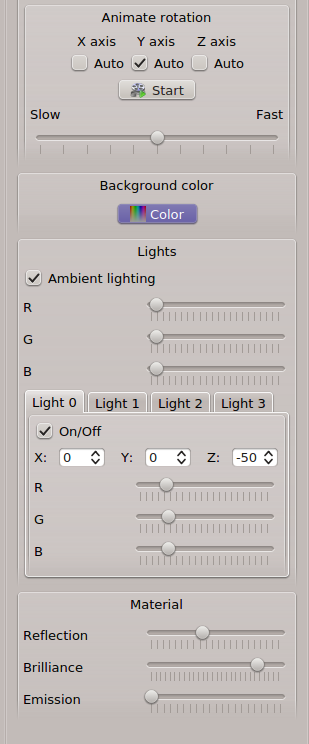 Animate rotation
X axis Y axis Z axis
Auto Auto Auto
Start
Slow Fast
Background color
Color
Lights
Ambient lighting
R
G
B
Light 0 Light 1 Light 2 Light 3
On/Off
X: 0 Y: 0 Z: -50
R
G
B
Material
Reflection
Brilliance
Emission